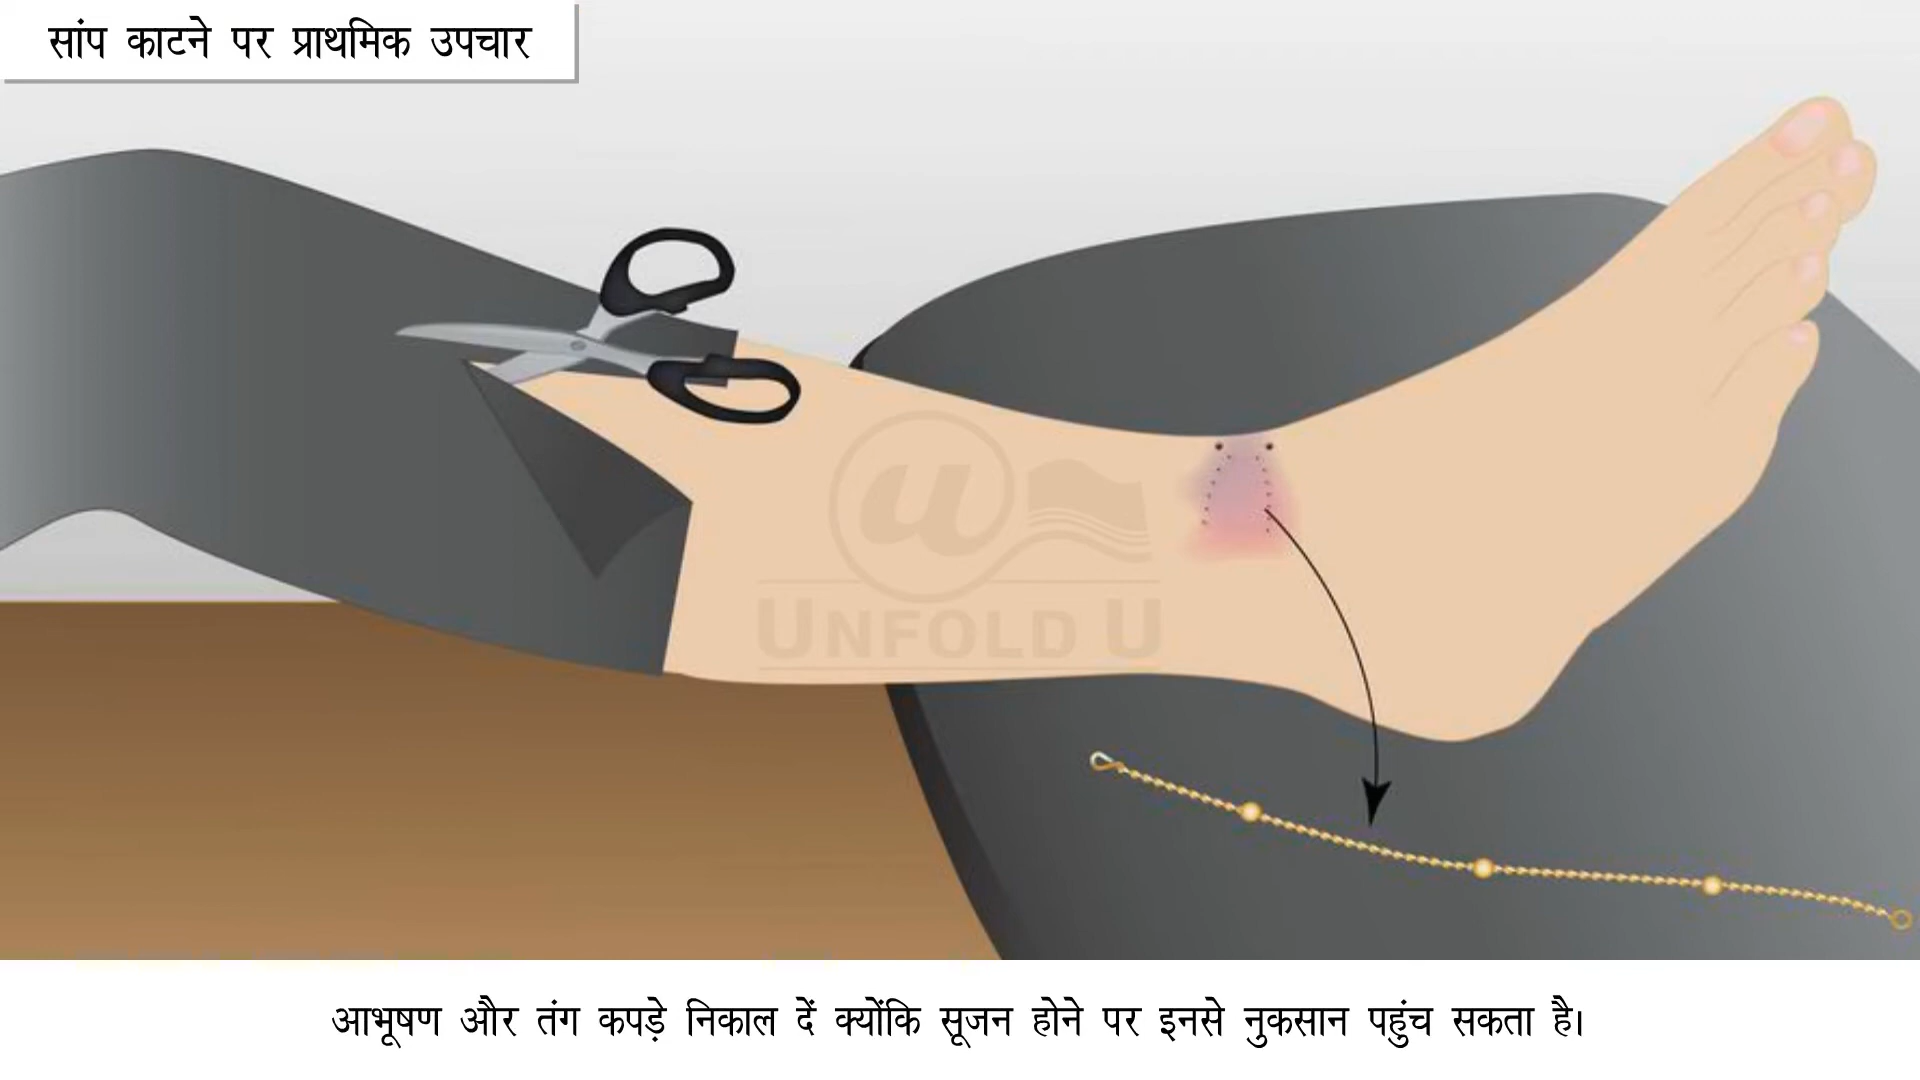 सांप काटने पर प्राथमिक उपचार
u
UNFOLD U
आभूषण और तंग कपड़े निकाल दें क्योंकि सूजन होने पर इनसे नुकसान पहुंच सकता है।